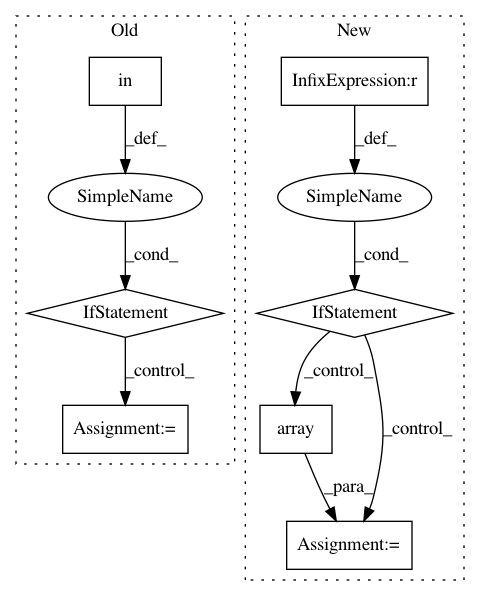 Old
New
in
InfixExpression:r
_def_
_def_
SimpleName
SimpleName
_cond_
_cond_
IfStatement
IfStatement
_control_
_control_
_control_
Assignment:=
array
_para_
Assignment:=